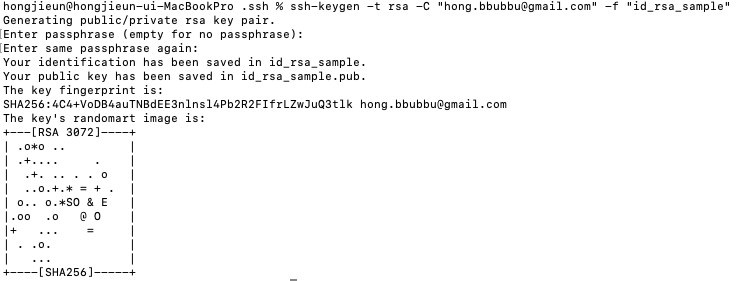 hongjieun@hongjieun-ui-MacBookPro .ssh % ssh-keygen -t rsa -C "hong.bbubbu@gmail.com" -f "id_rsa_sample"
Generating public/private rsa key pair.
Enter passphrase (empty for no passphrase):
Enter same passphrase again:
Your identification has been saved in id_rsa_sample.
Your public key has been saved in id_rsa_sample.pub.
The key fingerprint is:
SHA256:4C4+VoDB4auTNBdEE3nlnsl4Pb2R2FIfrLZwJuQ3tlk hong.bbubbu@gmail.com
The key's randomart image is:
+---[RSA 3072]----+
| .o*o ..         |
| .+....     .    |
|  .+. .. . . o   |
|  ..o.+.* = + .  |
| o.. o.*SO & E   |
|.oo  .o   @ O    |
|+   ...    =     |
| . .o.           |
|   ...           |
+----[SHA256]-----+